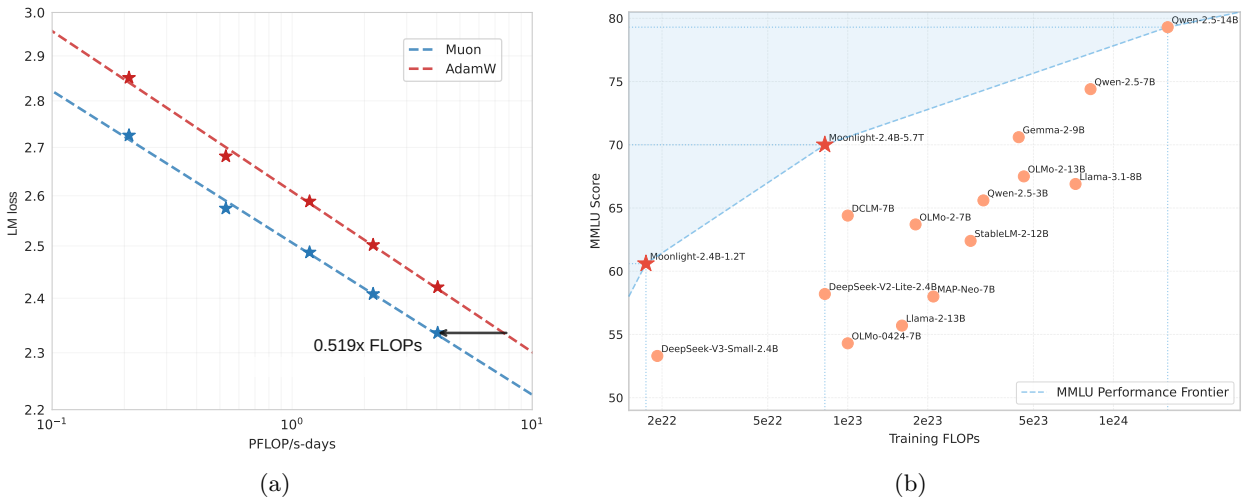 3.0
2.9
2.8
2.7
2.6
2.5
2.4
2.3
2.2
LM loss
Muon
AdamW
0.519x FLOPs
10⁻¹
10⁰
10¹
PFLOP/s-days
(a)
80
75
70
65
60
55
50
MMLU Score
Qwen-2.5-14B
Qwen-2.5-7B
Gemma-2-9B
Moonlight-2.4B-5.7T
OLMo-2-13B
Llama-3.1-8B
Qwen-2.5-3B
DCLM-7B
OLMo-2-7B
StableLM-2-12B
Moonlight-2.4B-1.2T
DeepSeek-V2-Lite-2.4B
MAP-Neo-7B
Llama-2-13B
OLMo-0424-7B
DeepSeek-V3-Small-2.4B
MMLU Performance Frontier
2e22
5e22
1e23
2e23
5e23
1e24
Training FLOPs
(b)